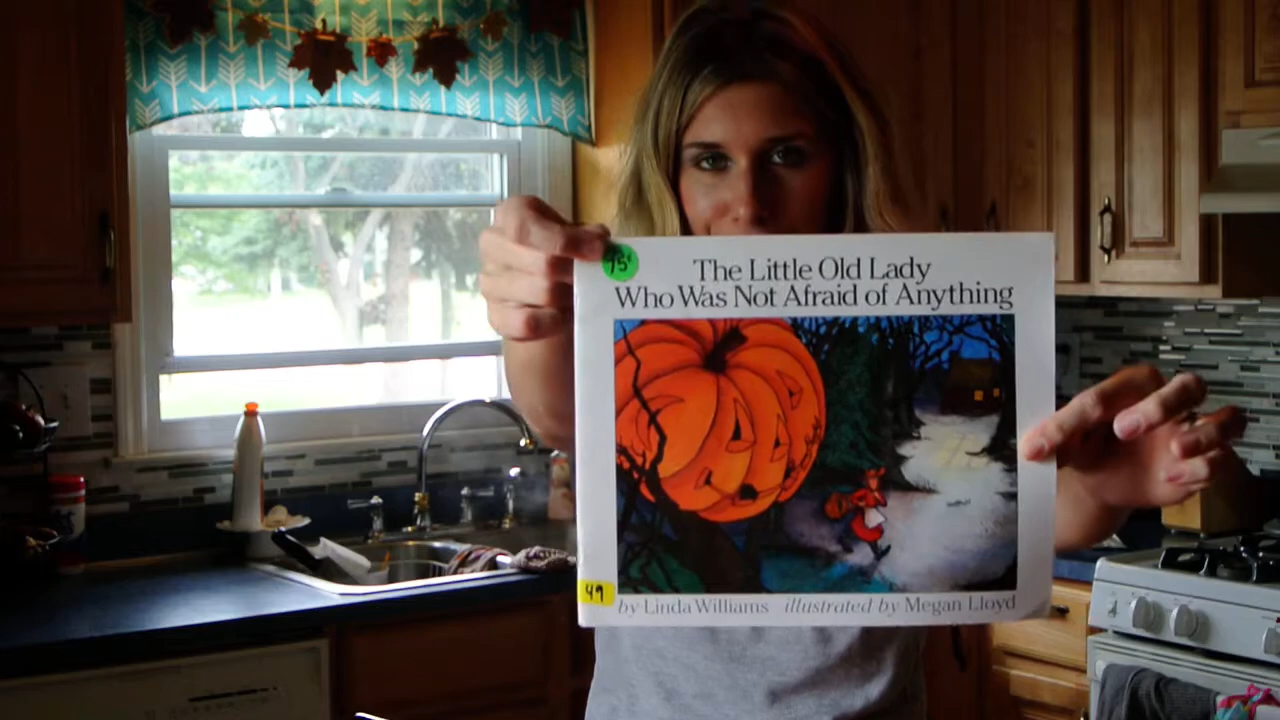 75¢
The Little Old Lady
Who Was Not Afraid of Anything
49
by Linda Williams illustrated by Megan Lloyd